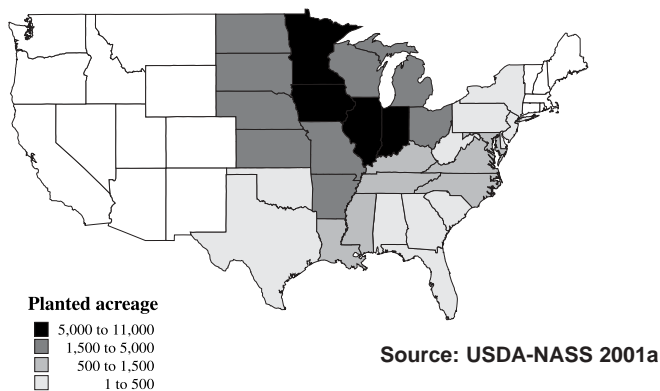 Planted acreage
5,000 to 11,000
1,500 to 5,000
500 to 1,500
1 to 500
Source: USDA-NASS 2001a